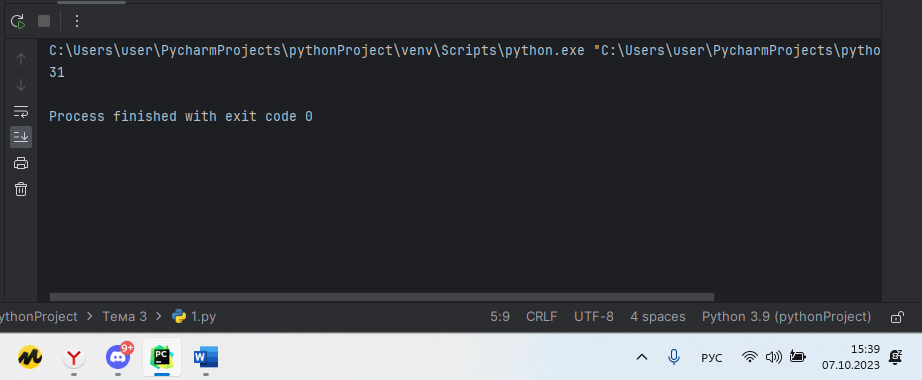 C:\Users\user\PycharmProjects\pythonProject\venv\Scripts\python.exe "C:\Users\user\PycharmProjects\pytho
31
Process finished with exit code 0
ythonProject > Тема 3 > 1.py 5:9 CRLF UTF-8 4 spaces Python 3.9 (pythonProject)
9+
Y PC W
РУС
15:39
07.10.2023